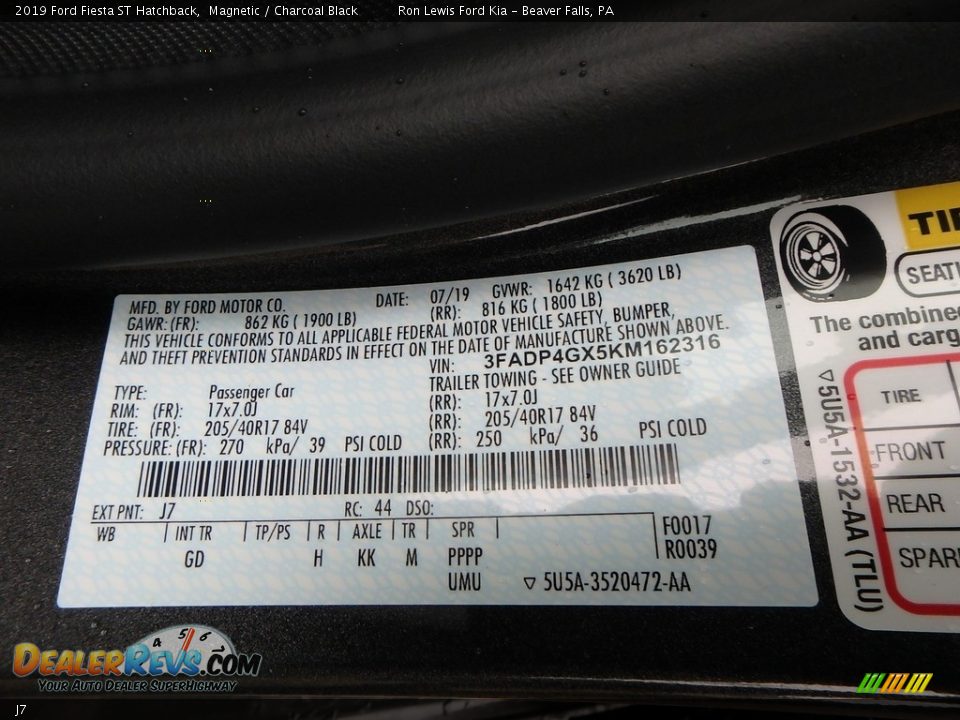 2019 Ford Fiesta ST Hatchback, Magnetic / Charcoal Black Ron Lewis Ford Kia - Beaver Falls, PA
MFD. BY FORD MOTOR CO. DATE: 07/19 GVWR: 1642 KG ( 3620 LB)
GAWR:(FR): 862 KG ( 1900 LB) (RR): 816 KG ( 1800 LB)
THIS VEHICLE CONFORMS TO ALL APPLICABLE FEDERAL MOTOR VEHICLE SAFETY, BUMPER,
AND THEFT PREVENTION STANDARDS IN EFFECT ON THE DATE OF MANUFACTURE SHOWN ABOVE.
VIN: 3FADP4GX5KM162316
TYPE: Passenger Car TRAILER TOWING - SEE OWNER GUIDE
RIM: (FR): 17x7.0J (RR): 17x7.0J
TIRE: (FR): 205/40R17 84V (RR): 205/40R17 84V
PRESSURE:(FR): 270 kPa/ 39 PSI COLD (RR): 250 kPa/ 36 PSI COLD
EXT PNT: J7 RC: 44 DSO:
WB INT TR TP/PS R AXLE TR SPR F0017
GD H KK M PPPP R0039
UMU ▽ 5U5A-3520472-AA
SEATI
The combined
and carg
TIRE
FRONT
REAR
SPAR
▽5U5A-1532-AA (TLU)
4 5 6
DEALERREVS.COM
YOUR AUTO DEALER SUPERHIGHWAY
J7